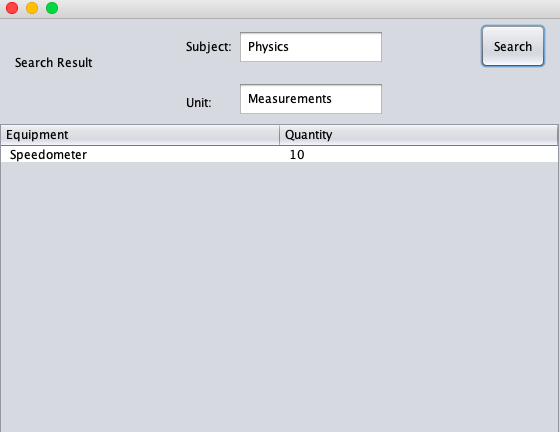 Subject: Physics
Search
Search Result
Unit: Measurements
Equipment Quantity
Speedometer 10